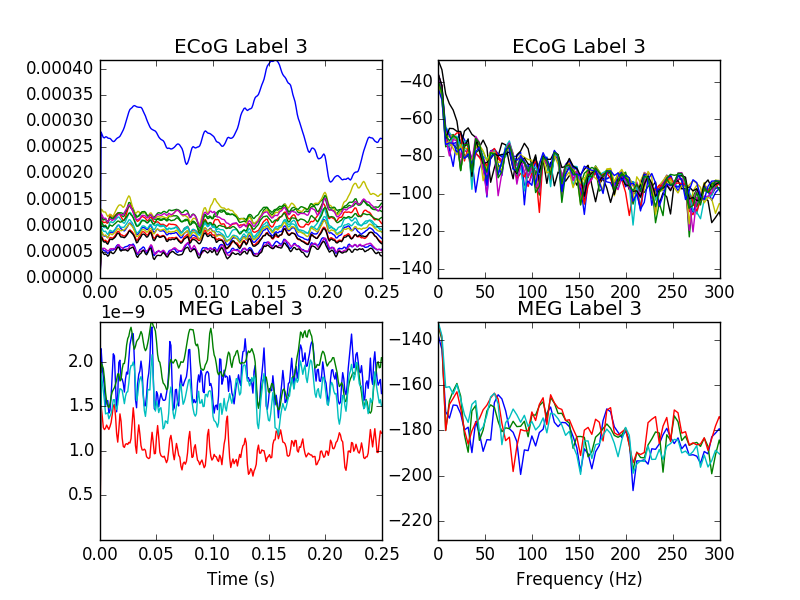 ECoG Label 3
0.00040
0.00035
0.00030
0.00025
0.00020
0.00015
0.00010
0.00005
0.00000
0.00 0.05 0.10 0.15 0.20 0.25
ECoG Label 3
−40
−60
−80
−100
−120
−140
0 50 100 150 200 250 300
MEG Label 3
1e−9
2.0
1.5
1.0
0.5
0.00 0.05 0.10 0.15 0.20 0.25
Time (s)
MEG Label 3
−140
−160
−180
−200
−220
0 50 100 150 200 250 300
Frequency (Hz)